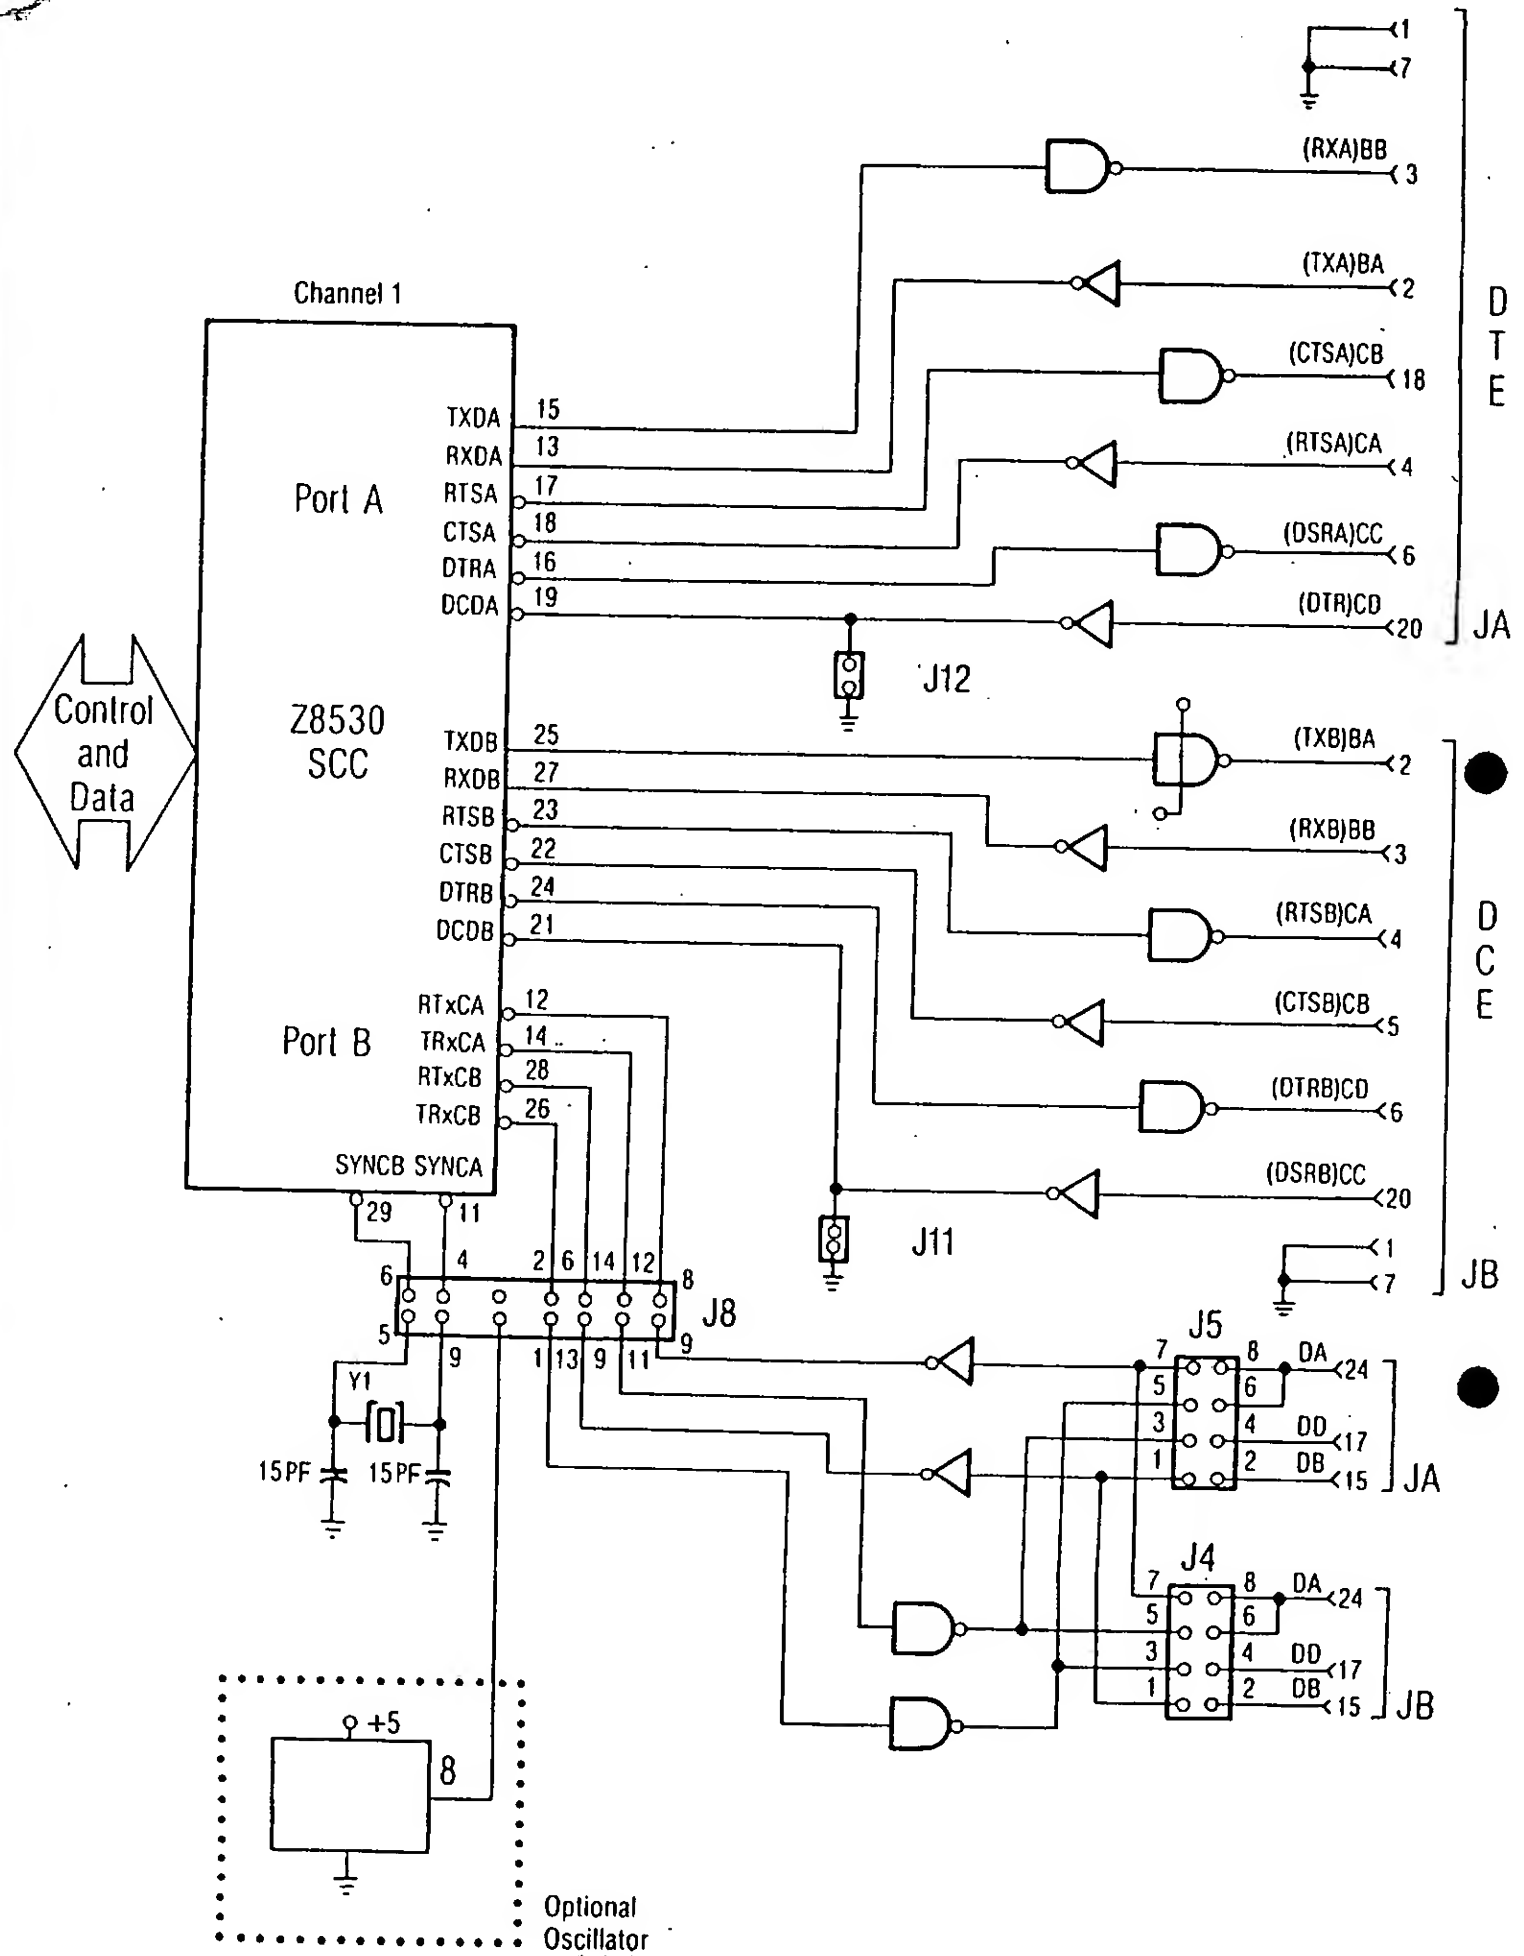 1
7
(RXA)BB
3
(TXA)BA
2
Channel 1
(CTSA)CB
18
DTE
TXDA 15
RXDA 13
(RTSA)CA
4
RTSA 17
Port A
CTSA 18
(DSRA)CC
6
DTRA 16
DCDA 19
(DTR)CD
20
JA
J12
Control
and
Data
Z8530
SCC
TXDB 25
(TXB)BA
2
RXDB 27
RTSB 23
(RXB)BB
3
CTSB 22
DTRB 24
(RTSB)CA
4
DCDB 21
DCE
RTxCA 12
(CTSB)CB
5
Port B
TRxCA 14
RTxCB 28
(DTRB)CD
6
TRxCB 26
SYNCB SYNCA
(DSRB)CC
20
29 11
J11
1
7
JB
6 4 2 6 14 12 8
J8
5 9 1 13 9 11 9
J5
7 8 DA 24
5 6
3 4 DD 17
1 2 DB 15
JA
Y1
15PF 15PF
J4
7 8 DA 24
5 6
3 4 DD 17
1 2 DB 15
JB
+5
8
Optional
Oscillator